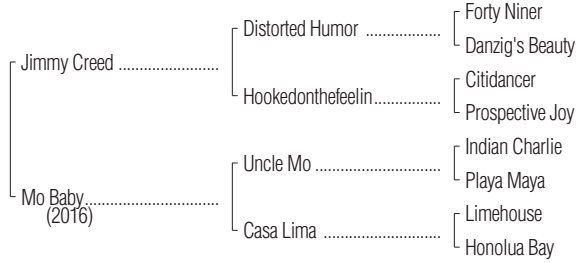 Forty Niner
Distorted Humor ..................
Danzig's Beauty
Jimmy Creed ........................
Citidancer
Hookedonthefeelin................
Prospective Joy
Indian Charlie
Uncle Mo ..............................
Playa Maya
Mo Baby................................
(2016)
Limehouse
Casa Lima ............................
Honolua Bay